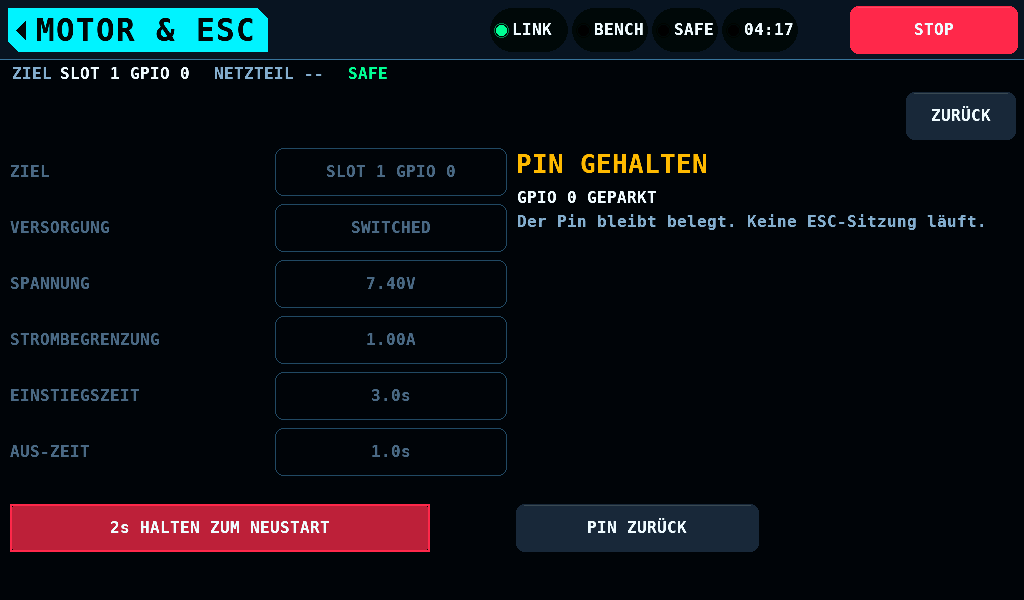 MOTOR & ESC
LINK
BENCH
SAFE
04:17
STOP
ZIEL SLOT 1 GPIO 0 NETZTEIL -- SAFE
ZURÜCK
ZIEL
SLOT 1 GPIO 0
PIN GEHALTEN
GPIO 0 GEPARKT
Der Pin bleibt belegt. Keine ESC-Sitzung läuft.
VERSORGUNG
SWITCHED
SPANNUNG
7.40V
STROMBEGRENZUNG
1.00A
EINSTIEGSZEIT
3.0s
AUS-ZEIT
1.0s
2s HALTEN ZUM NEUSTART
PIN ZURÜCK